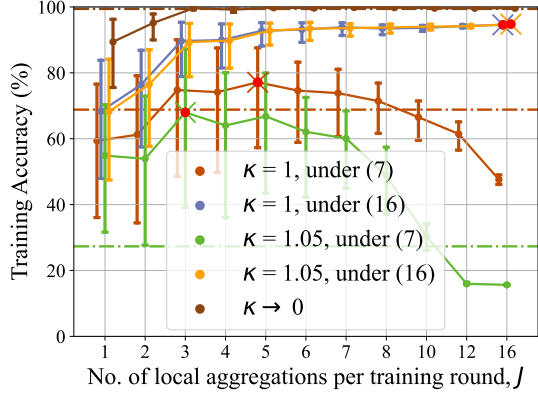 100
80
60
40
20
0
Training Accuracy (%)
κ = 1, under (7)
κ = 1, under (16)
κ = 1.05, under (7)
κ = 1.05, under (16)
κ → 0
1 2 3 4 5 6 7 8 10 12 16
No. of local aggregations per training round, J